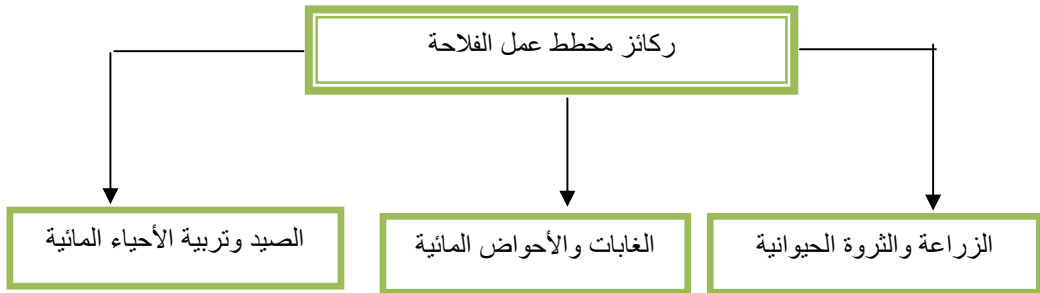 ركائز مخطط عمل الفلاحة
الزراعة والثروة الحيوانية
الغابات والأحواض المائية
الصيد وتربية الأحياء المائية